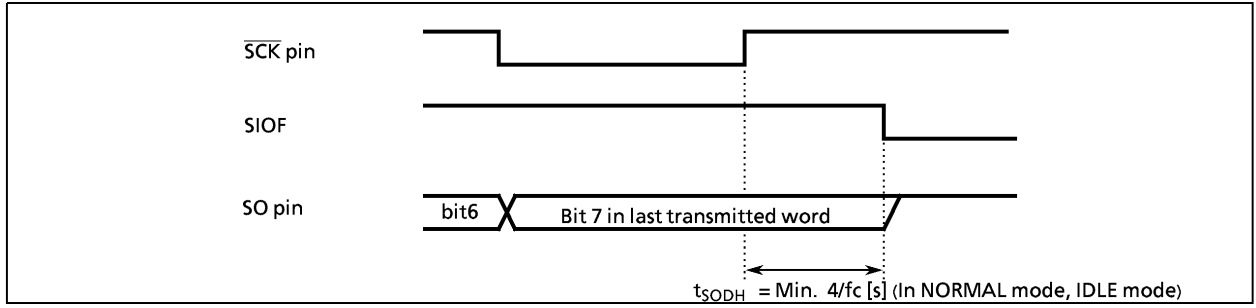 S̅C̅K̅ pin
SIOF
SO pin
bit6
Bit 7 in last transmitted word
tSODH = Min. 4/fc [s] (In NORMAL mode, IDLE mode)